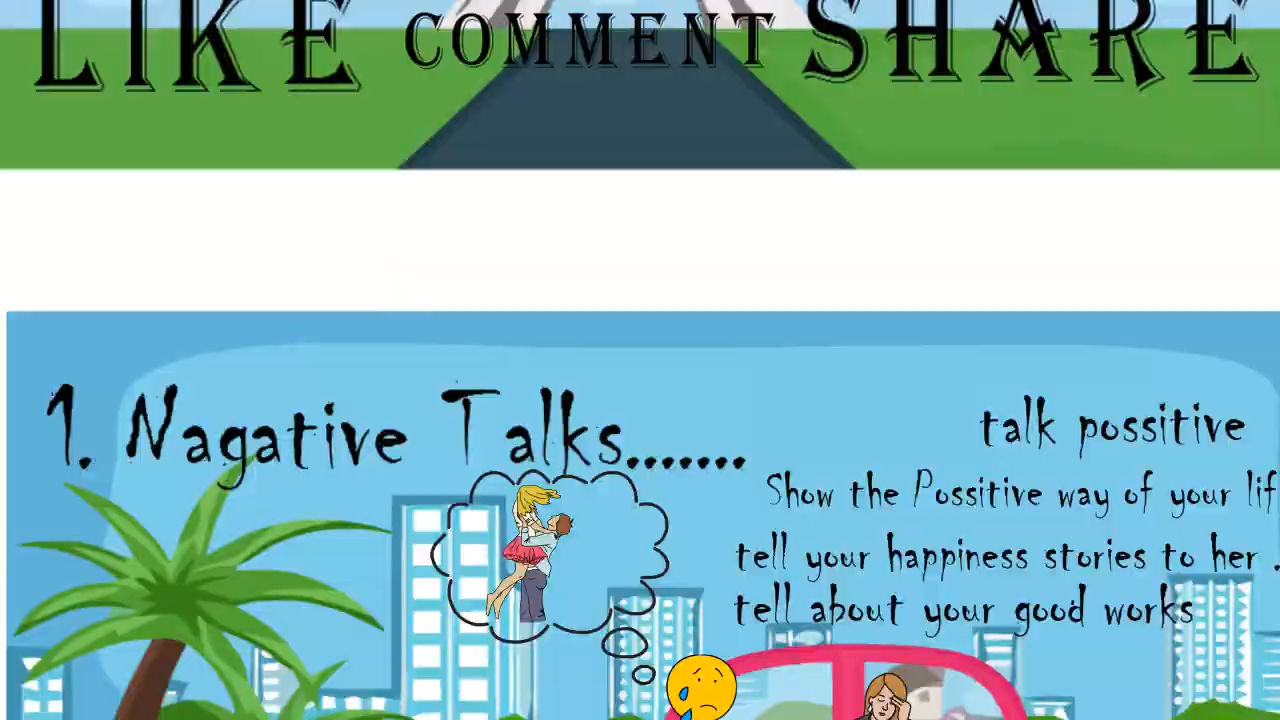 LIKE COMMENT SHARE
1. Nagative Talks.......
talk possitive
Show the Possitive way of your lif
tell your happiness stories to her .
tell about your good works